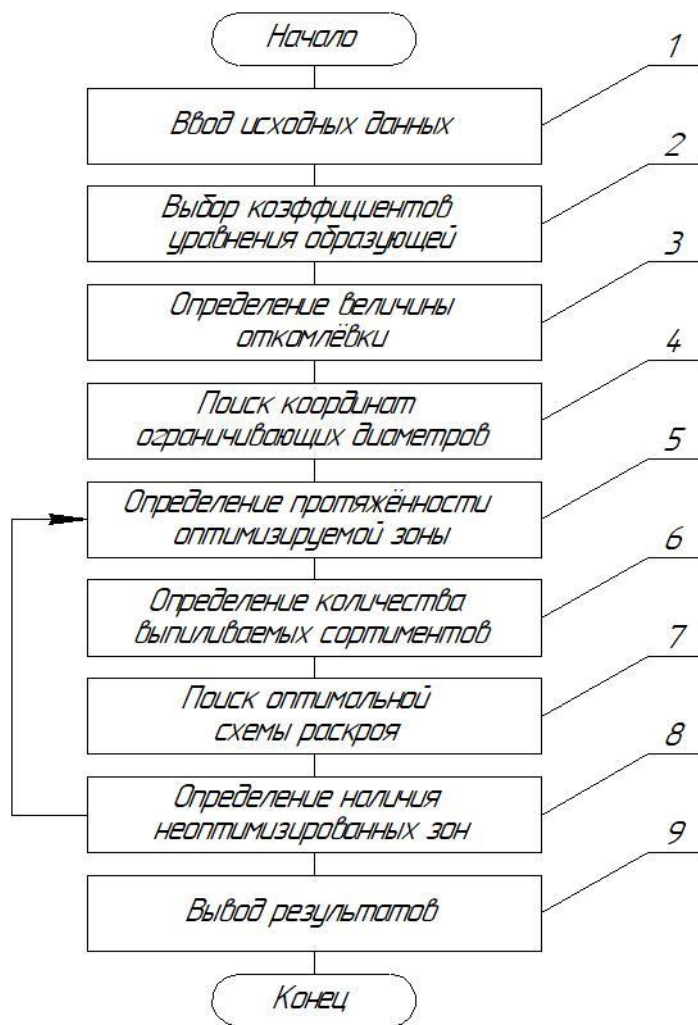 Начало
1
Ввод исходных данных
2
Выбор коэффициентов
уравнения образующей
3
Определение величины
откомлёвки
4
Поиск координат
ограничивающих диаметров
5
Определение протяжённости
оптимизируемой зоны
6
Определение количества
выпиливаемых сортиментов
7
Поиск оптимальной
схемы раскроя
8
Определение наличия
неоптимизированных зон
9
Вывод результатов
Конец